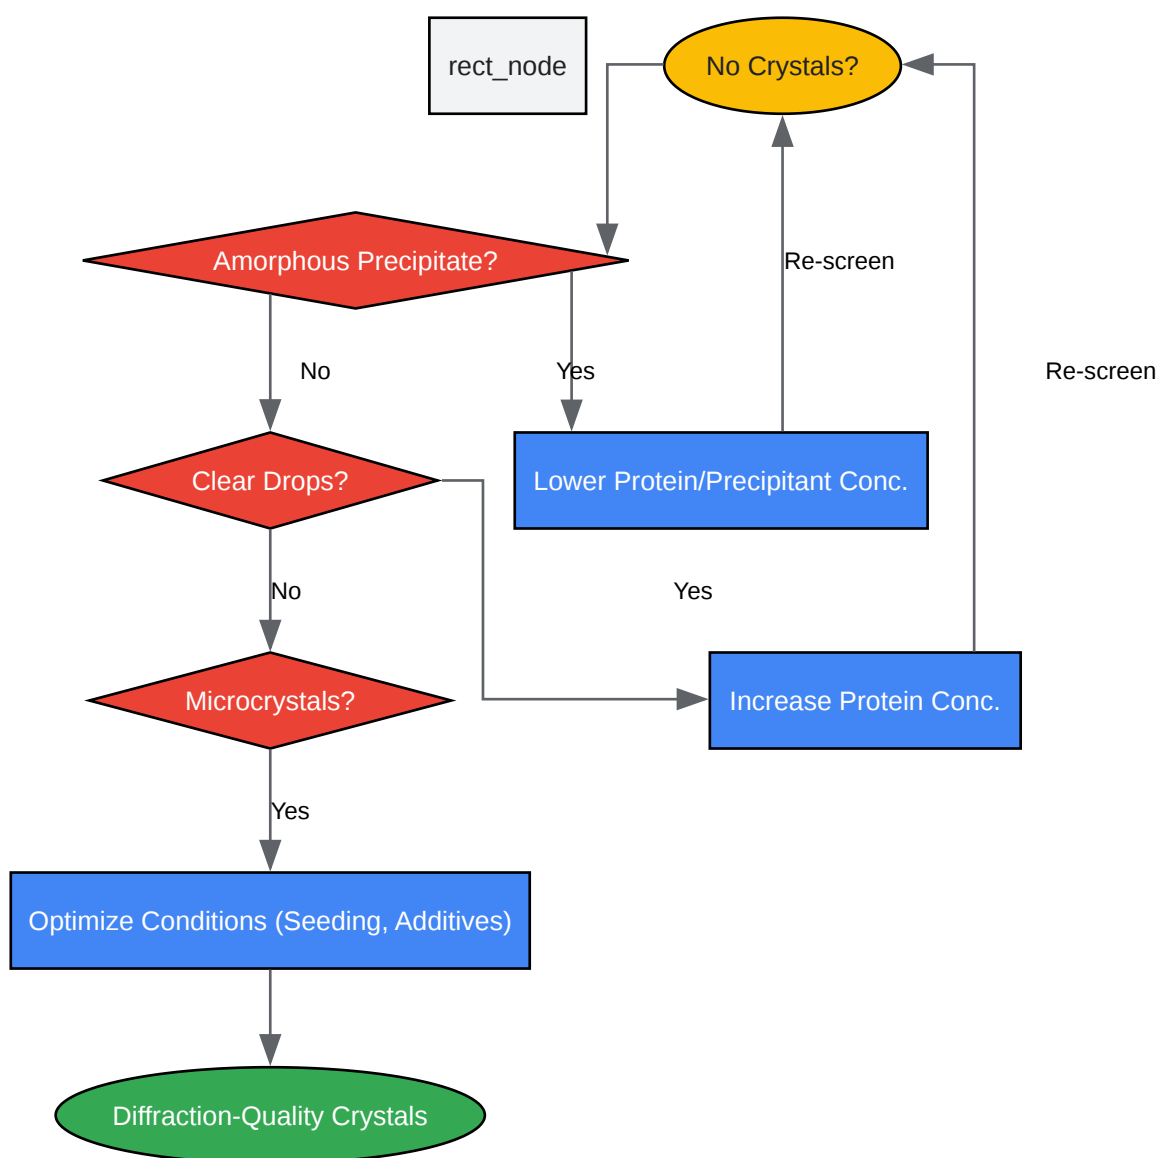 rect_node
No Crystals?
Amorphous Precipitate?
Re-screen
No
Yes
Re-screen
Clear Drops?
Lower Protein/Precipitant Conc.
No
Yes
Microcrystals?
Increase Protein Conc.
Yes
Optimize Conditions (Seeding, Additives)
Diffraction-Quality Crystals